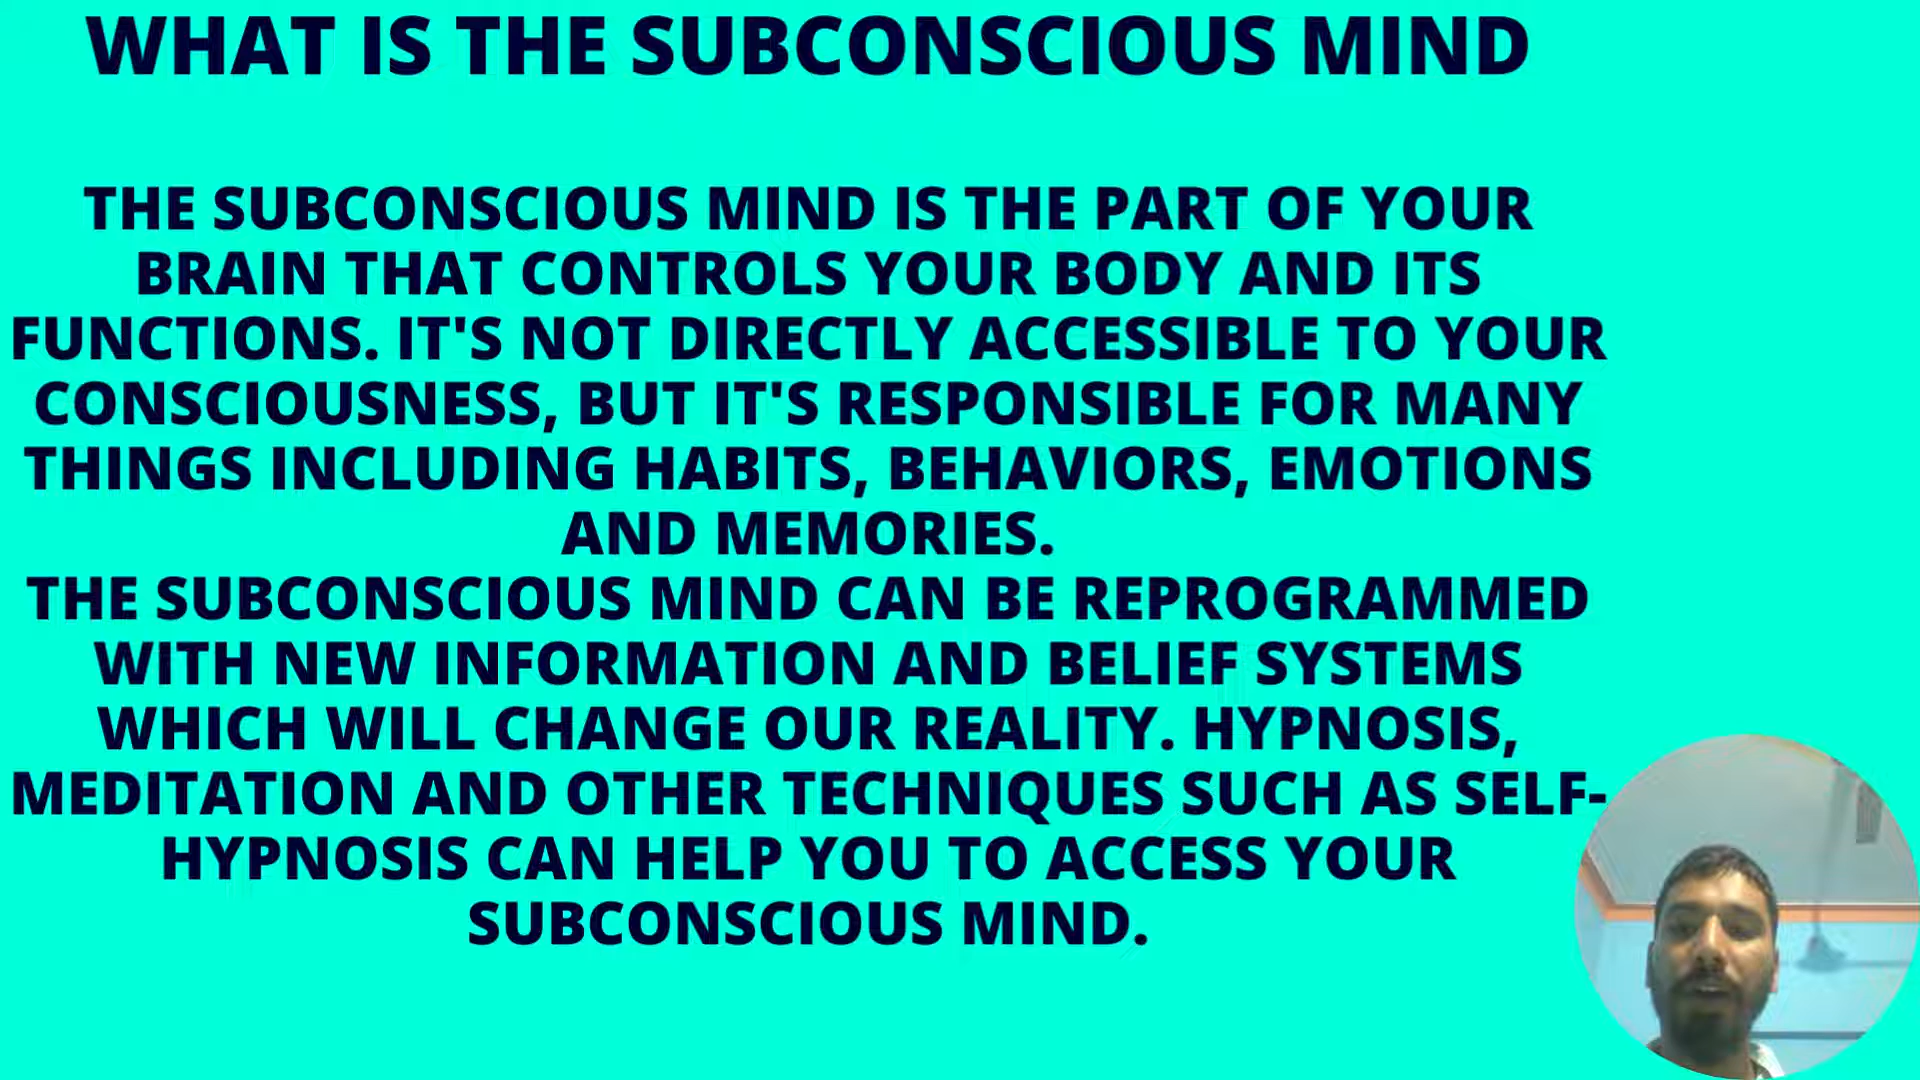 WHAT IS THE SUBCONSCIOUS MIND
THE SUBCONSCIOUS MIND IS THE PART OF YOUR
BRAIN THAT CONTROLS YOUR BODY AND ITS
FUNCTIONS. IT'S NOT DIRECTLY ACCESSIBLE TO YOUR
CONSCIOUSNESS, BUT IT'S RESPONSIBLE FOR MANY
THINGS INCLUDING HABITS, BEHAVIORS, EMOTIONS
AND MEMORIES.
THE SUBCONSCIOUS MIND CAN BE REPROGRAMMED
WITH NEW INFORMATION AND BELIEF SYSTEMS
WHICH WILL CHANGE OUR REALITY. HYPNOSIS,
MEDITATION AND OTHER TECHNIQUES SUCH AS SELF-
HYPNOSIS CAN HELP YOU TO ACCESS YOUR
SUBCONSCIOUS MIND.